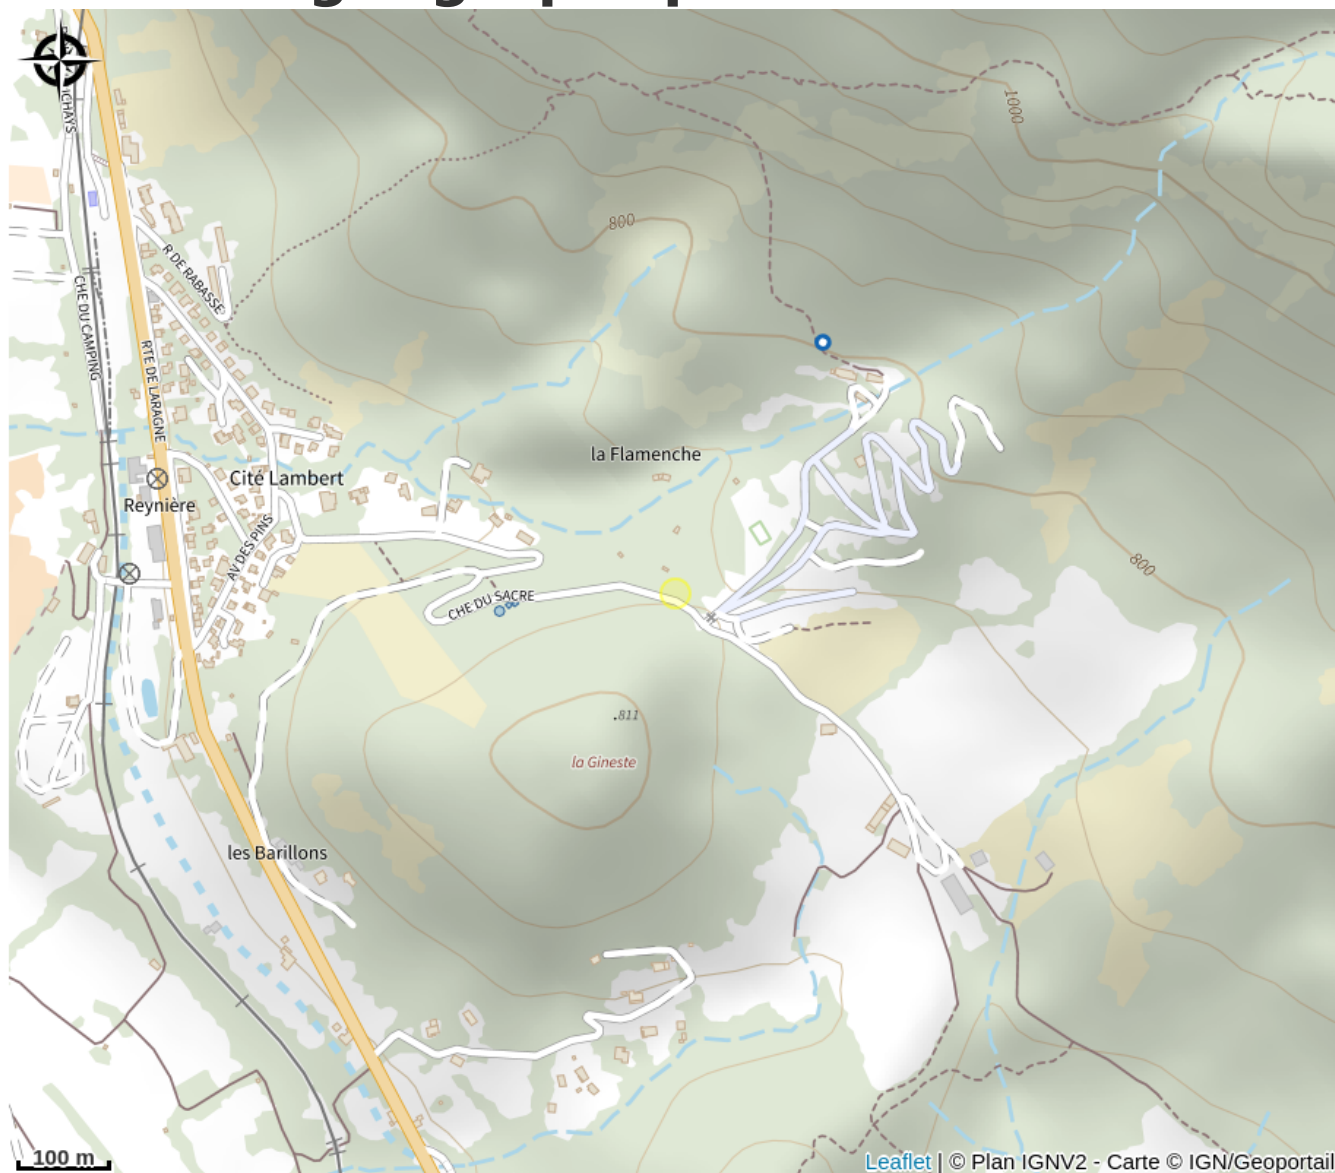 1000
800
R DE RABASSE
CHE DU CAMPING
RTE DE LARAGNE
la Flamenche
Cité Lambert
Reynière
AV DES PINS
800
CHE DU SACRE
.811
la Gineste
les Barillons
100 m
Leaflet | © Plan IGNV2 - Carte © IGN/Geoportail